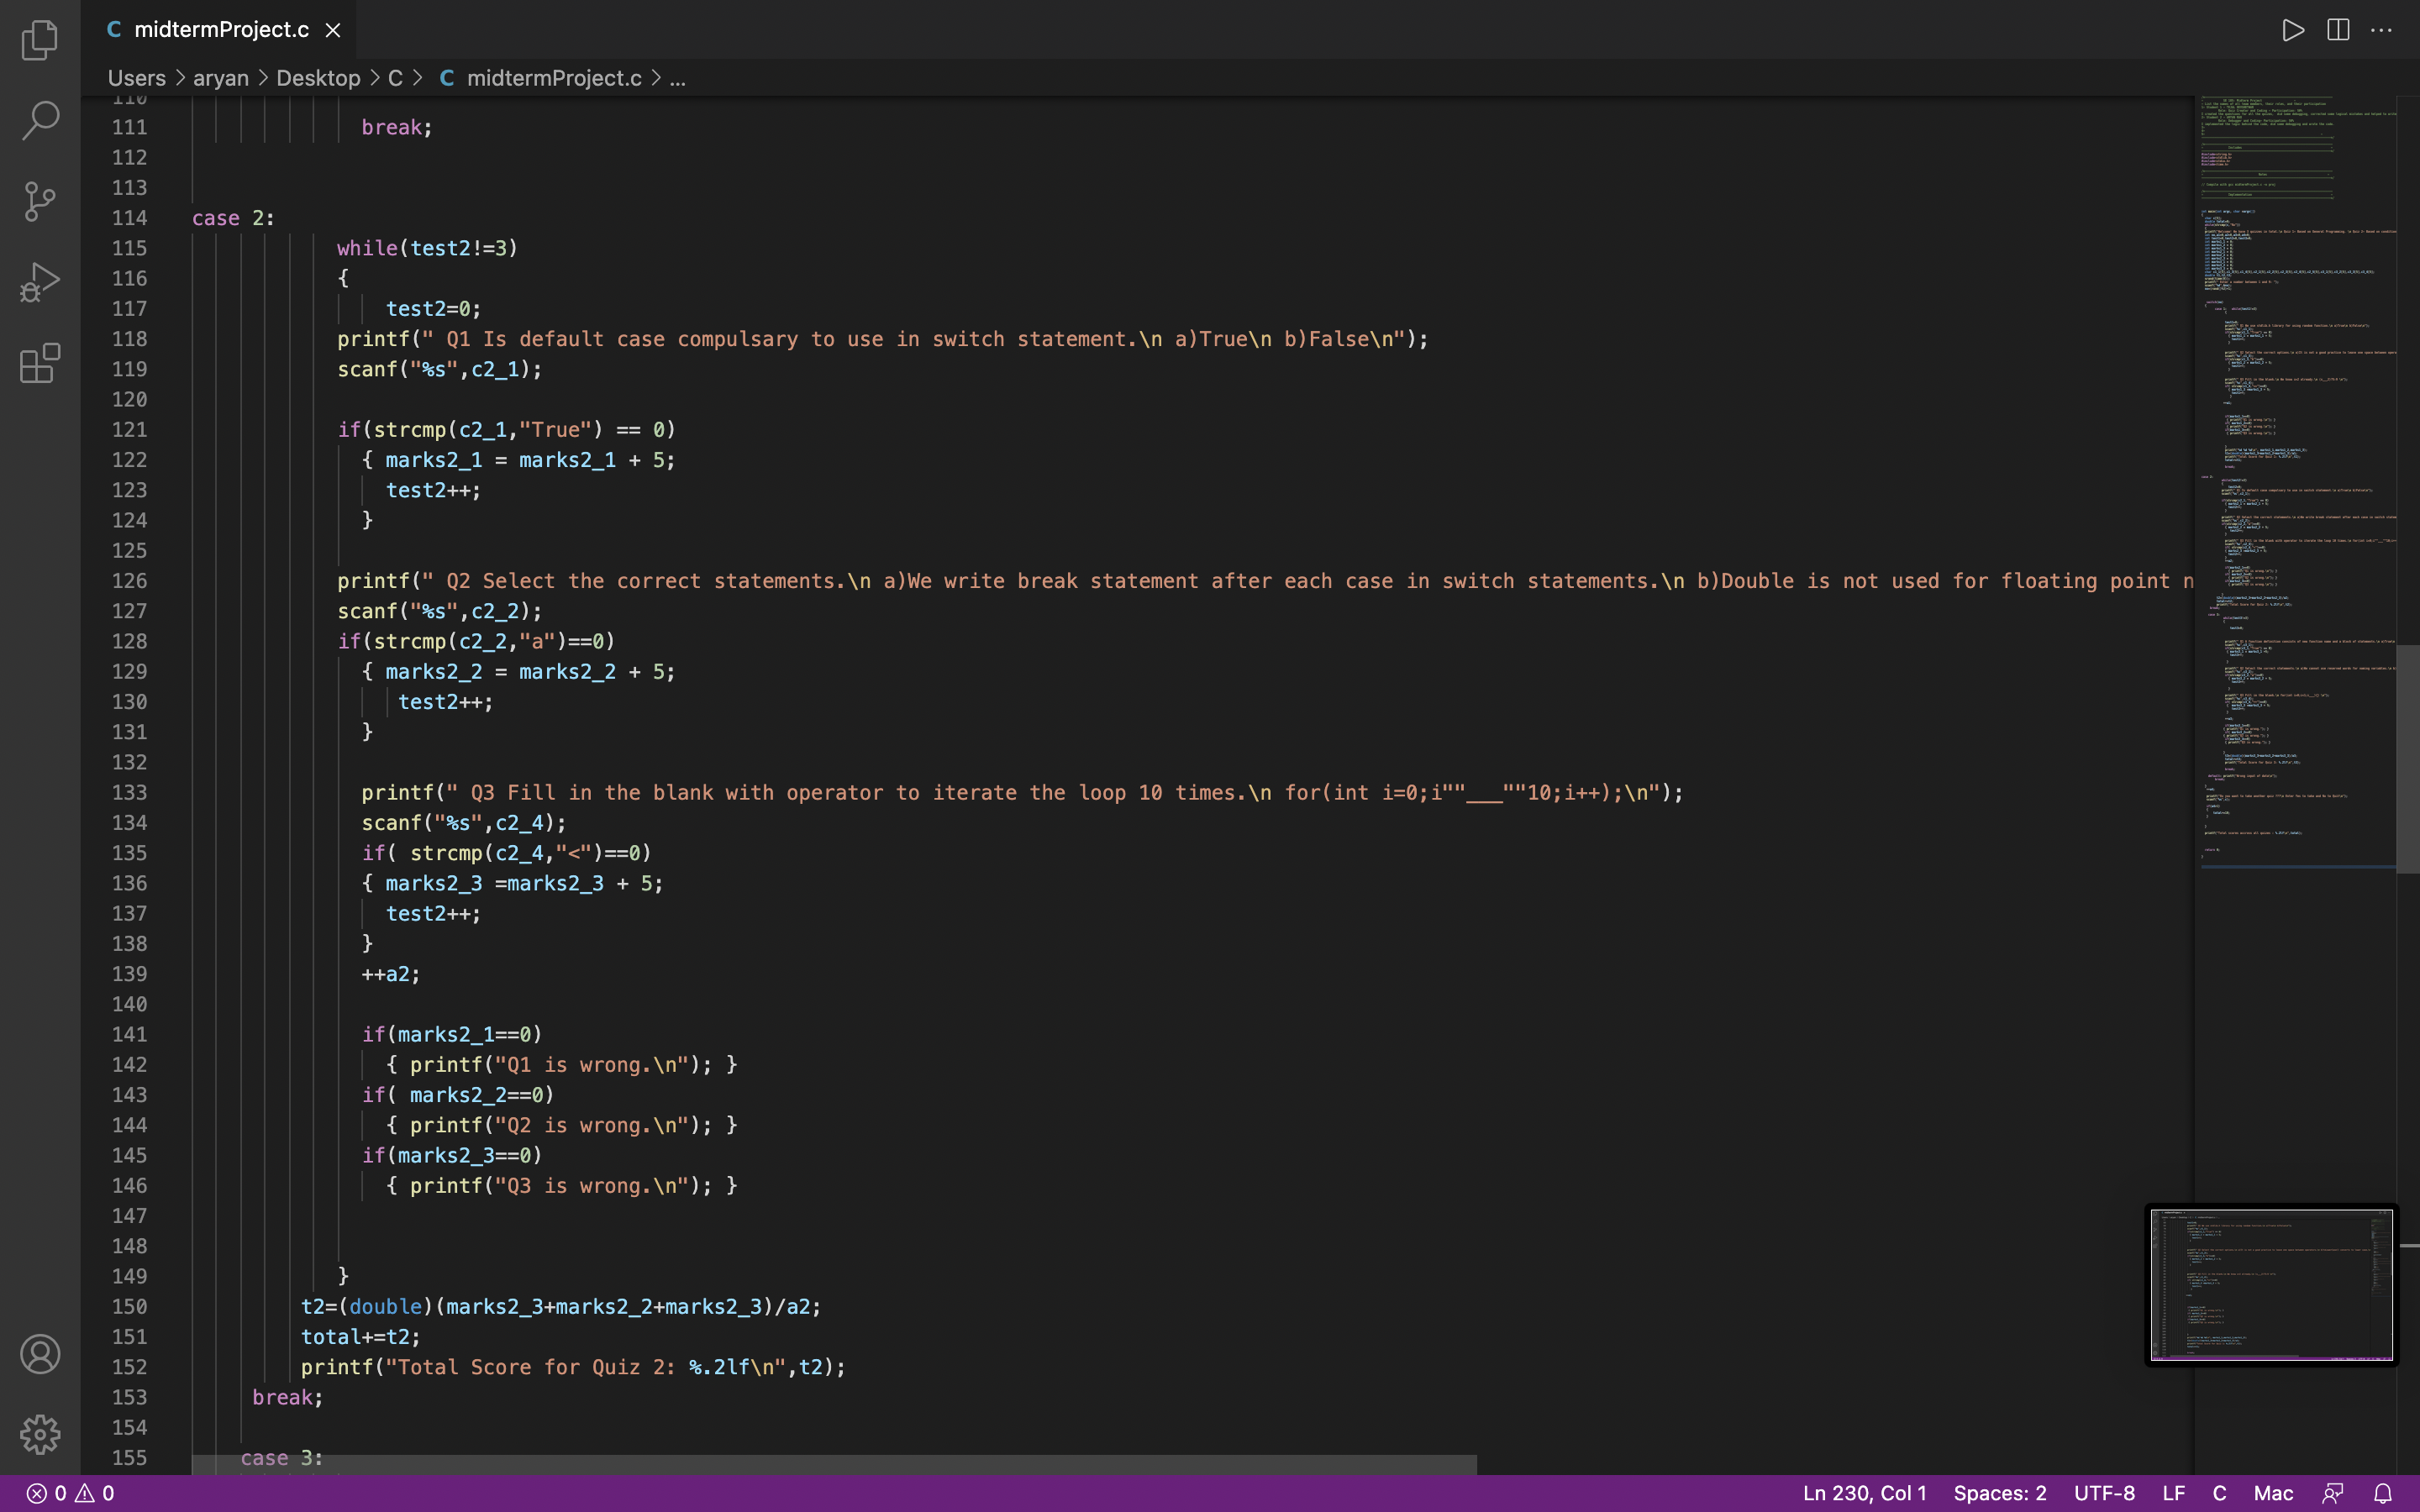 C midtermProject.c ×
Users > aryan > Desktop > C > C midtermProject.c > ...
110
111 break;
112
113
114 case 2:
115 while(test2!=3)
116 {
117 test2=0;
118 printf(" Q1 Is default case compulsary to use in switch statement.\n a)True\n b)False\n");
119 scanf("%s",c2_1);
120
121 if(strcmp(c2_1,"True") == 0)
122 { marks2_1 = marks2_1 + 5;
123 test2++;
124 }
125
126 printf(" Q2 Select the correct statements.\n a)We write break statement after each case in switch statements.\n b)Double is not used for floating point n
127 scanf("%s",c2_2);
128 if(strcmp(c2_2,"a")==0)
129 { marks2_2 = marks2_2 + 5;
130 test2++;
131 }
132
133 printf(" Q3 Fill in the blank with operator to iterate the loop 10 times.\n for(int i=0;i""___""10;i++);\n");
134 scanf("%s",c2_4);
135 if( strcmp(c2_4,"<")==0)
136 { marks2_3 =marks2_3 + 5;
137 test2++;
138 }
139 ++a2;
140
141 if(marks2_1==0)
142 { printf("Q1 is wrong.\n"); }
143 if( marks2_2==0)
144 { printf("Q2 is wrong.\n"); }
145 if(marks2_3==0)
146 { printf("Q3 is wrong.\n"); }
147
148
149 }
150 t2=(double)(marks2_3+marks2_2+marks2_3)/a2;
151 total+=t2;
152 printf("Total Score for Quiz 2: %.2lf\n",t2);
153 break;
154
155 case 3:
0 0 Ln 230, Col 1 Spaces: 2 UTF-8 LF C Mac